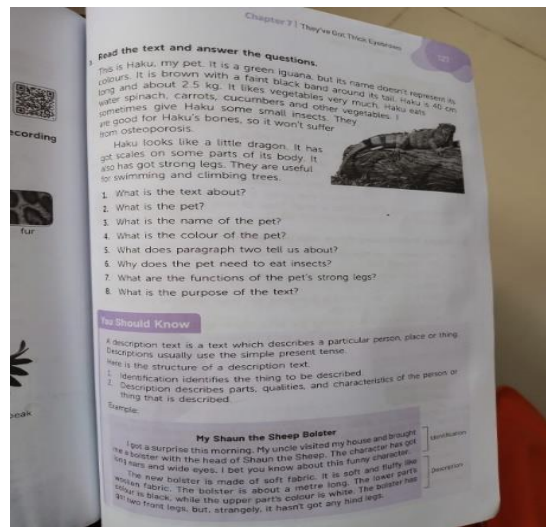 Chapter 7 | They've Got Thick Eyebrows
121
Read the text and answer the questions.
This is Haku, my pet. It is a green iguana, but its name doesn't represent its
colours. It is brown with a faint black band around its tail. Haku is 40 cm
long and about 2.5 kg. It likes vegetables very much. Haku eats
water spinach, carrots, cucumbers and other vegetables. I
sometimes give Haku some small insects. They
are good for Haku's bones, so it won't suffer
from osteoporosis.
Haku looks like a little dragon. It has
got scales on some parts of its body. It
also has got strong legs. They are useful
for swimming and climbing trees.
1. What is the text about?
2. What is the pet?
3. What is the name of the pet?
4. What is the colour of the pet?
5. What does paragraph two tell us about?
6. Why does the pet need to eat insects?
7. What are the functions of the pet's strong legs?
8. What is the purpose of the text?
You Should Know
A description text is a text which describes a particular person, place or thing.
Descriptions usually use the simple present tense.
Here is the structure of a description text.
1. Identification identifies the thing to be described.
2. Description describes parts, qualities, and characteristics of the person or
thing that is described.
Example:
My Shaun the Sheep Bolster
I got a surprise this morning. My uncle visited my house and brought
me a bolster with the head of Shaun the Sheep. The character has got
long ears and wide eyes. I bet you know about this funny character.
Identification
The new bolster is made of soft fabric. It is soft and fluffy like
woolen fabric. The bolster is about a metre long. The lower part's
colour is black, while the upper part's colour is white. The bolster has
got two front legs, but, strangely, it hasn't got any hind legs.
Description
ecording
fur
beak